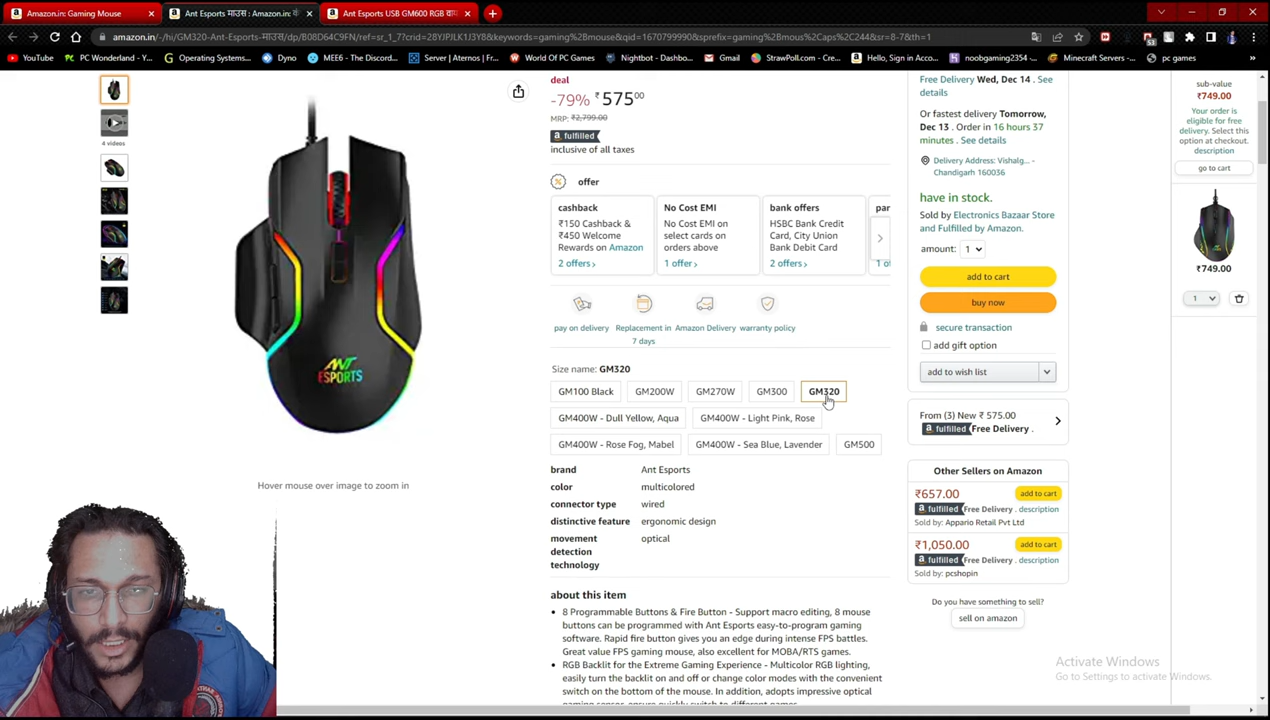 Amazon.in: Gaming Mouse
Ant Esports माउस : Amazon.in:
Ant Esports USB GM600 RGB
amazon.in/-/hi/GM320-Ant-Esports-माउस/dp/B08D64C9FN/ref=sr_1_7?crid=28YJPJLK1J3Y8&keywords=gaming%2Bmouse&qid=1670799990&sprefix=gaming%2Bmous%2Caps%2C244&sr=8-7&th=1
YouTube
PC Wonderland - Y...
Operating Systems...
Dyno
MEE6 - The Discord...
Server | Aternos | F...
World Of PC Games
Nightbot - Dashbo...
Gmail
StrawPoll.com - Cre...
Hello, Sign in | Acco...
noobgaming2354 -...
Minecraft Servers -...
pc games
4 videos
ANT
ESPORTS
Hover mouse over image to zoom in
deal
-79% ₹57500
MRP: ₹2,799.00
fulfilled
inclusive of all taxes
offer
cashback
₹150 Cashback &
₹450 Welcome
Rewards on Amazon
2 offers>
No Cost EMI
No Cost EMI on
select cards on
orders above
1 offer>
bank offers
HSBC Bank Credit
Card, City Union
Bank Debit Card
2 offers>
par
pay on delivery
Replacement in
7 days
Amazon Delivery
warranty policy
Size name: GM320
GM100 Black
GM200W
GM270W
GM300
GM320
GM400W - Dull Yellow, Aqua
GM400W - Light Pink, Rose
GM400W - Rose Fog, Mabel
GM400W - Sea Blue, Lavender
GM500
brand Ant Esports
color multicolored
connector type wired
distinctive feature ergonomic design
movement optical
detection
technology
about this item
• 8 Programmable Buttons & Fire Button - Support macro editing, 8 mouse
buttons can be programmed with Ant Esports easy-to-program gaming
software. Rapid fire button gives you an edge during intense FPS battles.
Great value FPS gaming mouse, also excellent for MOBA/RTS games.
• RGB Backlit for the Extreme Gaming Experience - Multicolor RGB lighting,
easily turn the backlit on and off or change color modes with the convenient
switch on the bottom of the mouse. In addition, adopts impressive optical
Free Delivery Wed, Dec 14 . See
details
Or fastest delivery Tomorrow,
Dec 13 . Order in 16 hours 37
minutes . See details
Delivery Address: Vishalg... -
Chandigarh 160036
have in stock.
Sold by Electronics Bazaar Store
and Fulfilled by Amazon.
amount: 1
add to cart
buy now
secure transaction
add gift option
add to wish list
From (3) New ₹ 575.00
fulfilled Free Delivery .
Other Sellers on Amazon
₹657.00
add to cart
fulfilled Free Delivery . description
Sold by: Appario Retail Pvt Ltd
₹1,050.00
add to cart
fulfilled Free Delivery . description
Sold by: pcshopin
Do you have something to sell?
sell on amazon
sub-value
₹749.00
Your order is
eligible for free
delivery. Select this
option at checkout.
description
go to cart
₹749.00
1
Activate Windows
Go to Settings to activate Windows.